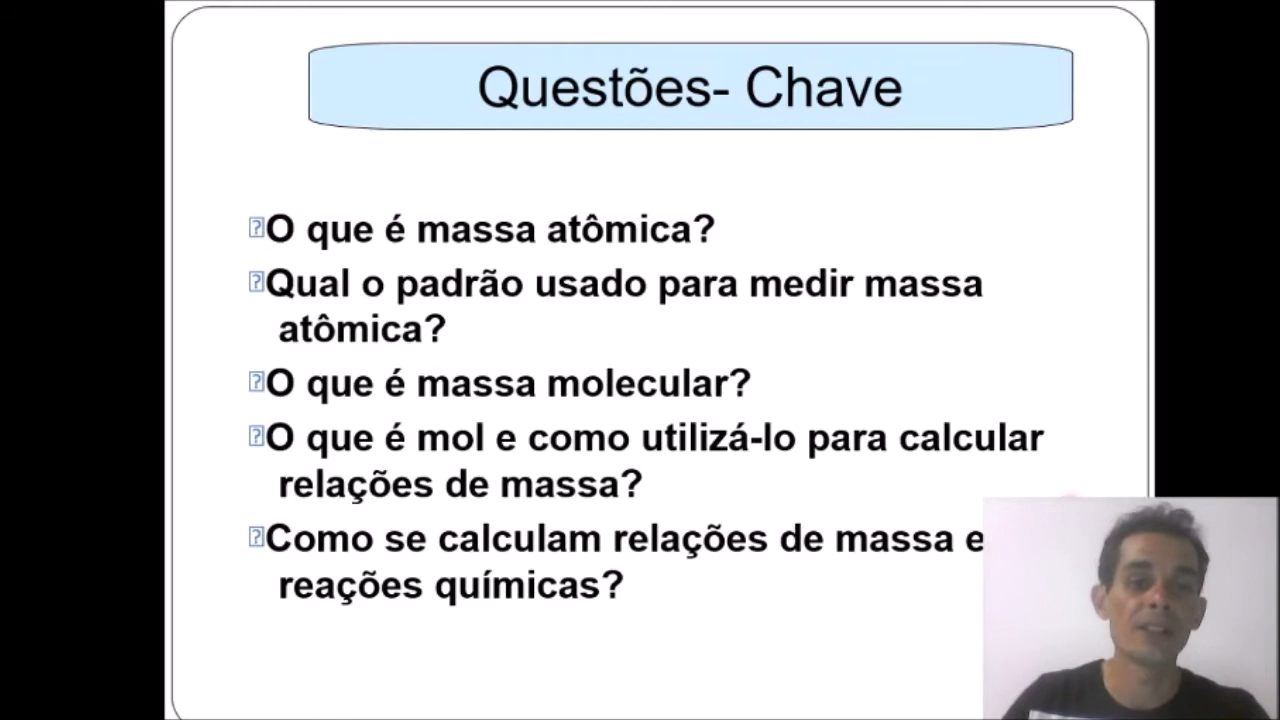 Questões- Chave
O que é massa atômica?
Qual o padrão usado para medir massa
atômica?
O que é massa molecular?
O que é mol e como utilizá-lo para calcular
relações de massa?
Como se calculam relações de massa e
reações químicas?